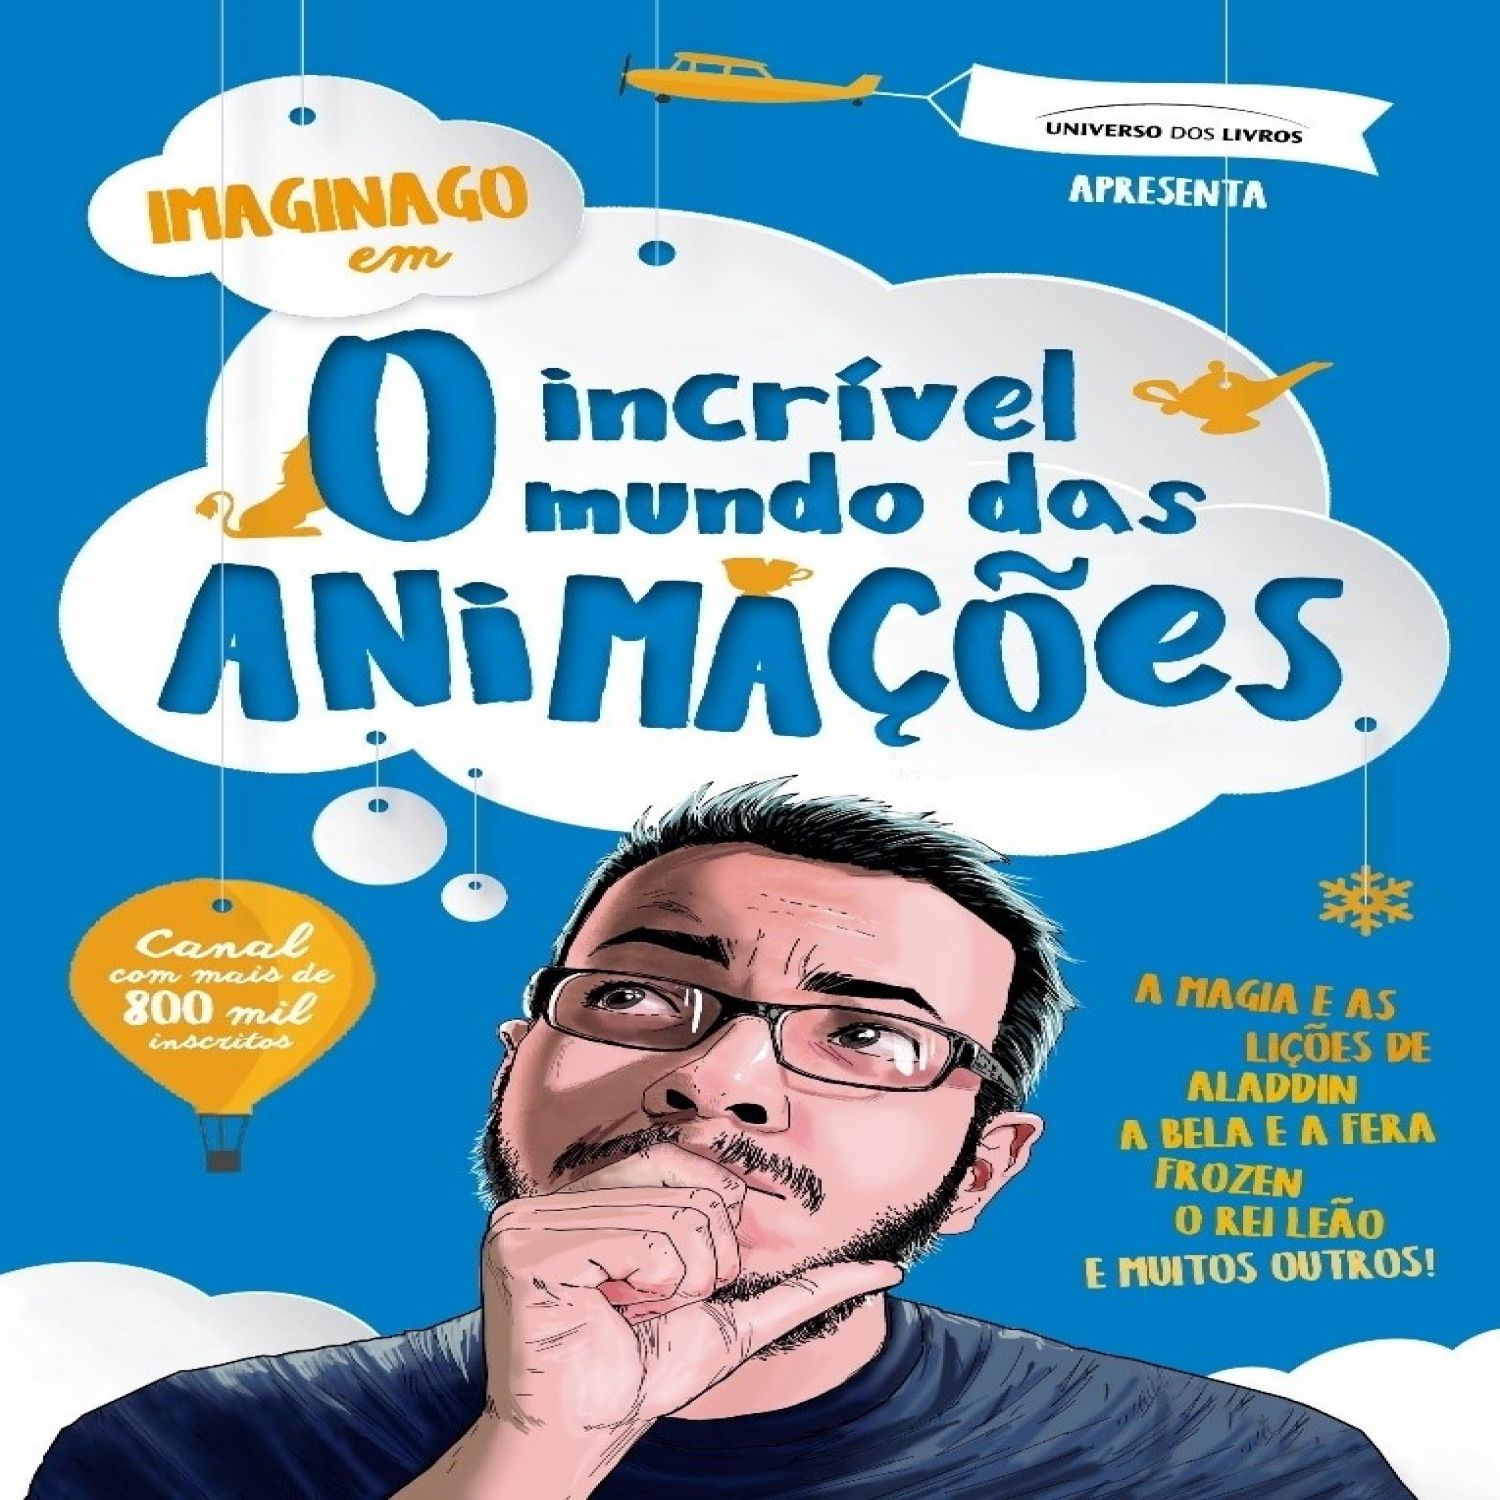 UNIVERSO DOS LIVROS
APRESENTA
IMAGINAGO
em
O incrível
mundo das
ANiMAÇÕeS
Canal
com mais de
800 mil
inscritos
A MAGIA E AS
LIÇÕES DE
ALADDIN
A BELA E A FERA
FROZEN
O REI LEÃO
E MUITOS OUTROS!